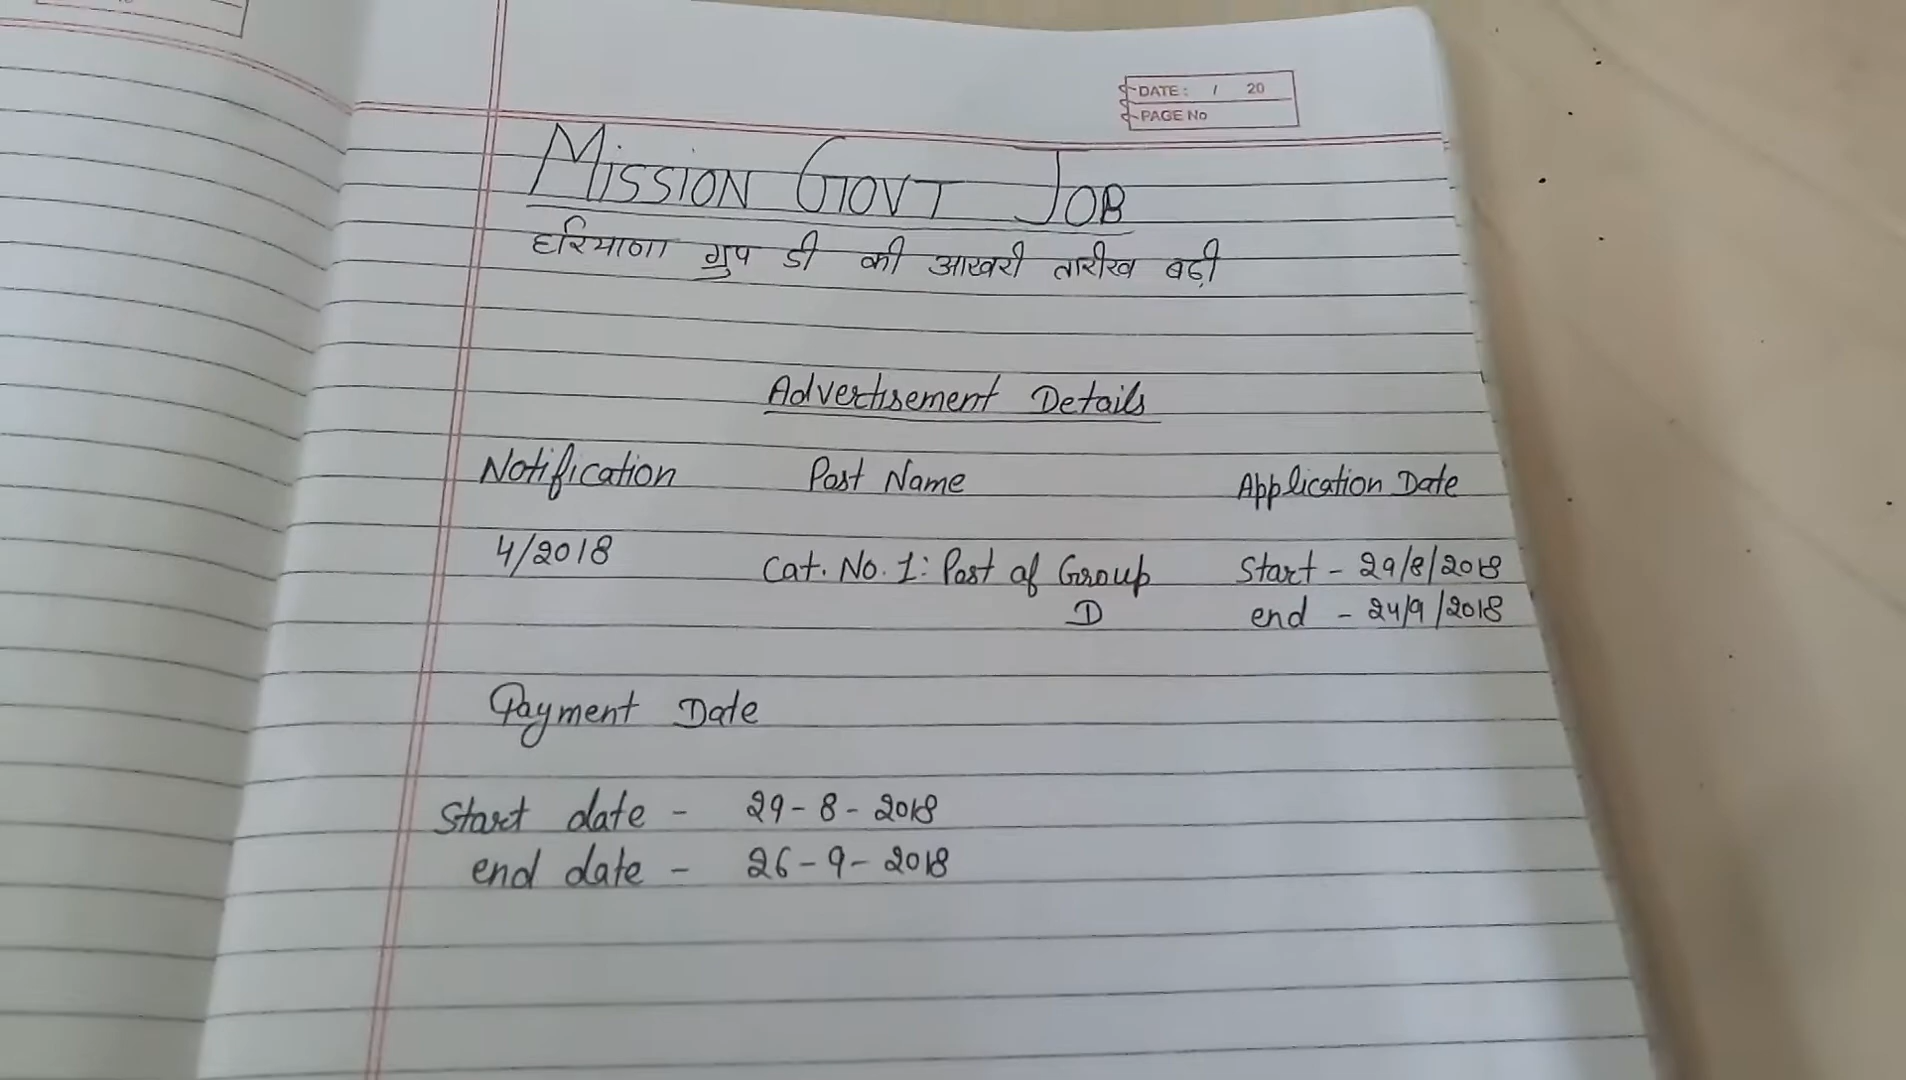 DATE: / 20
PAGE No
MISSION GOVT JOB
हरियाणा ग्रुप डी की आखरी तारीख बढ़ी
Advertisement Details
Notification Post Name Application Date
4/2018 Cat. No. 1: Post of Group Start - 29/8/2018
D end - 24/9/2018
Payment Date
Start date - 29-8-2018
end date - 26-9-2018